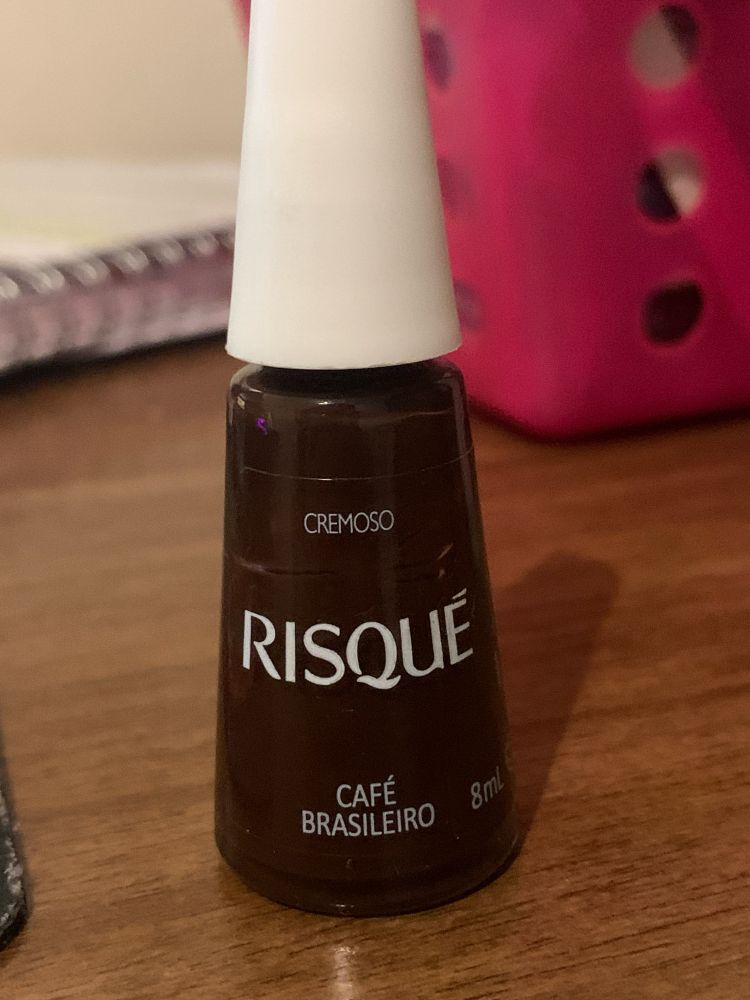 CREMOSO
RISQUÉ
CAFÉ
BRASILEIRO
8mL